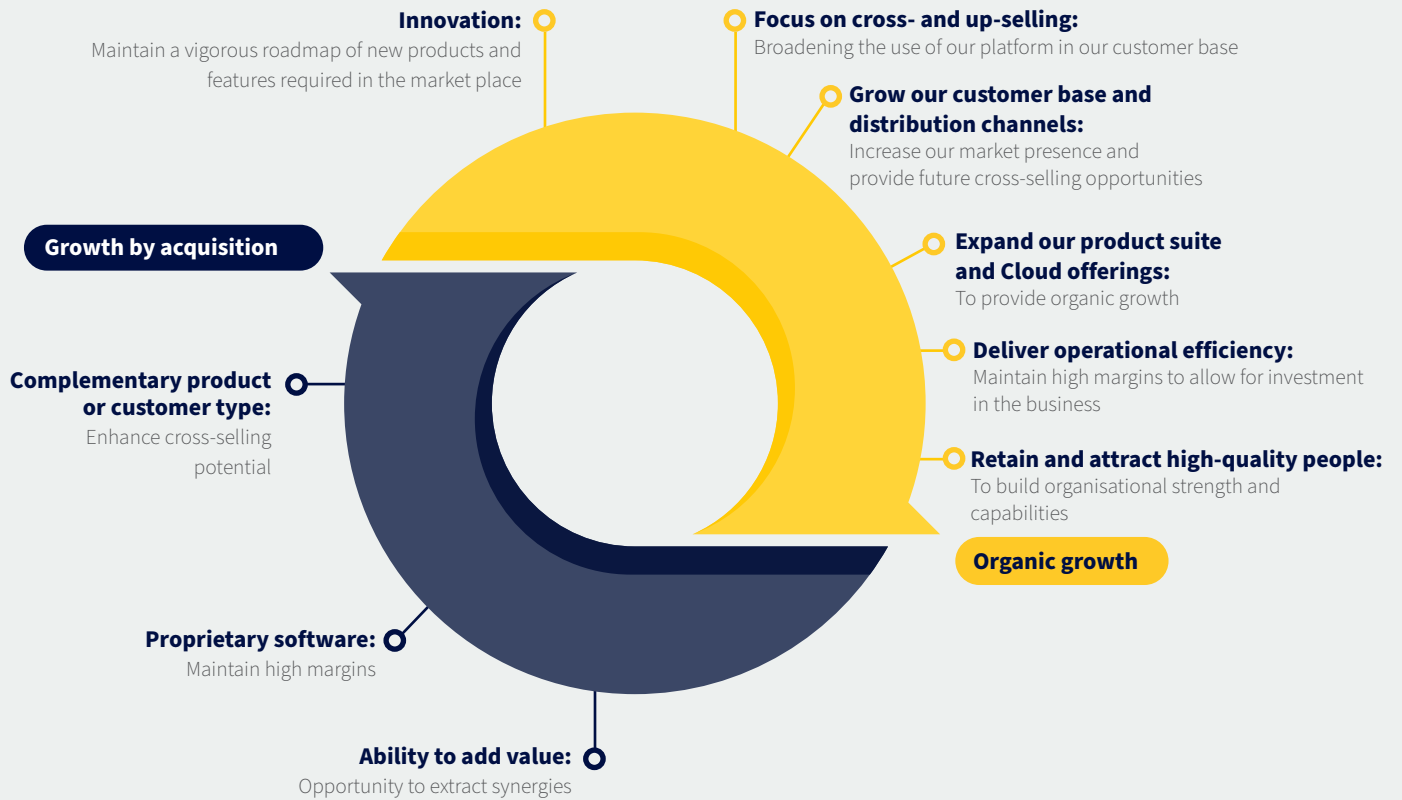 Innovation:
Maintain a vigorous roadmap of new products and
features required in the market place
Focus on cross- and up-selling:
Broadening the use of our platform in our customer base
Grow our customer base and
distribution channels:
Increase our market presence and
provide future cross-selling opportunities
Expand our product suite
and Cloud offerings:
To provide organic growth
Deliver operational efficiency:
Maintain high margins to allow for investment
in the business
Retain and attract high-quality people:
To build organisational strength and
capabilities
Organic growth
Growth by acquisition
Complementary product
or customer type:
Enhance cross-selling
potential
Proprietary software:
Maintain high margins
Ability to add value:
Opportunity to extract synergies